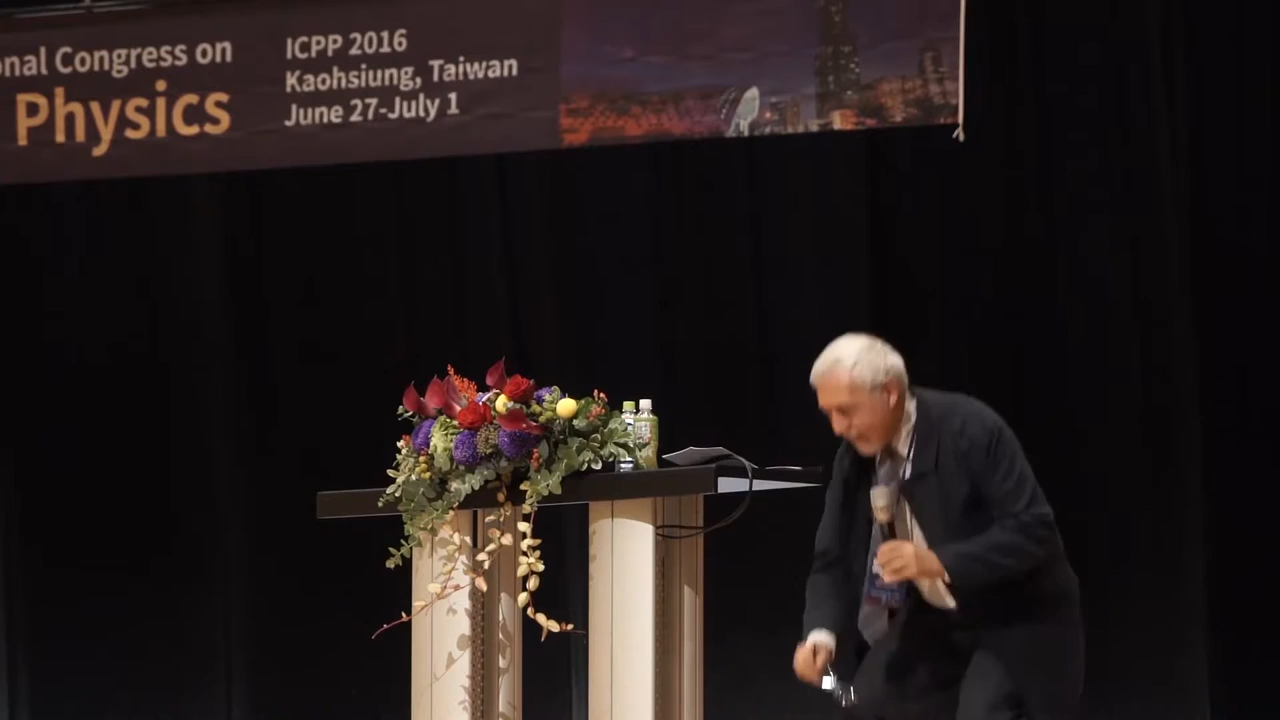 onal Congress on
Physics
ICPP 2016
Kaohsiung, Taiwan
June 27-July 1